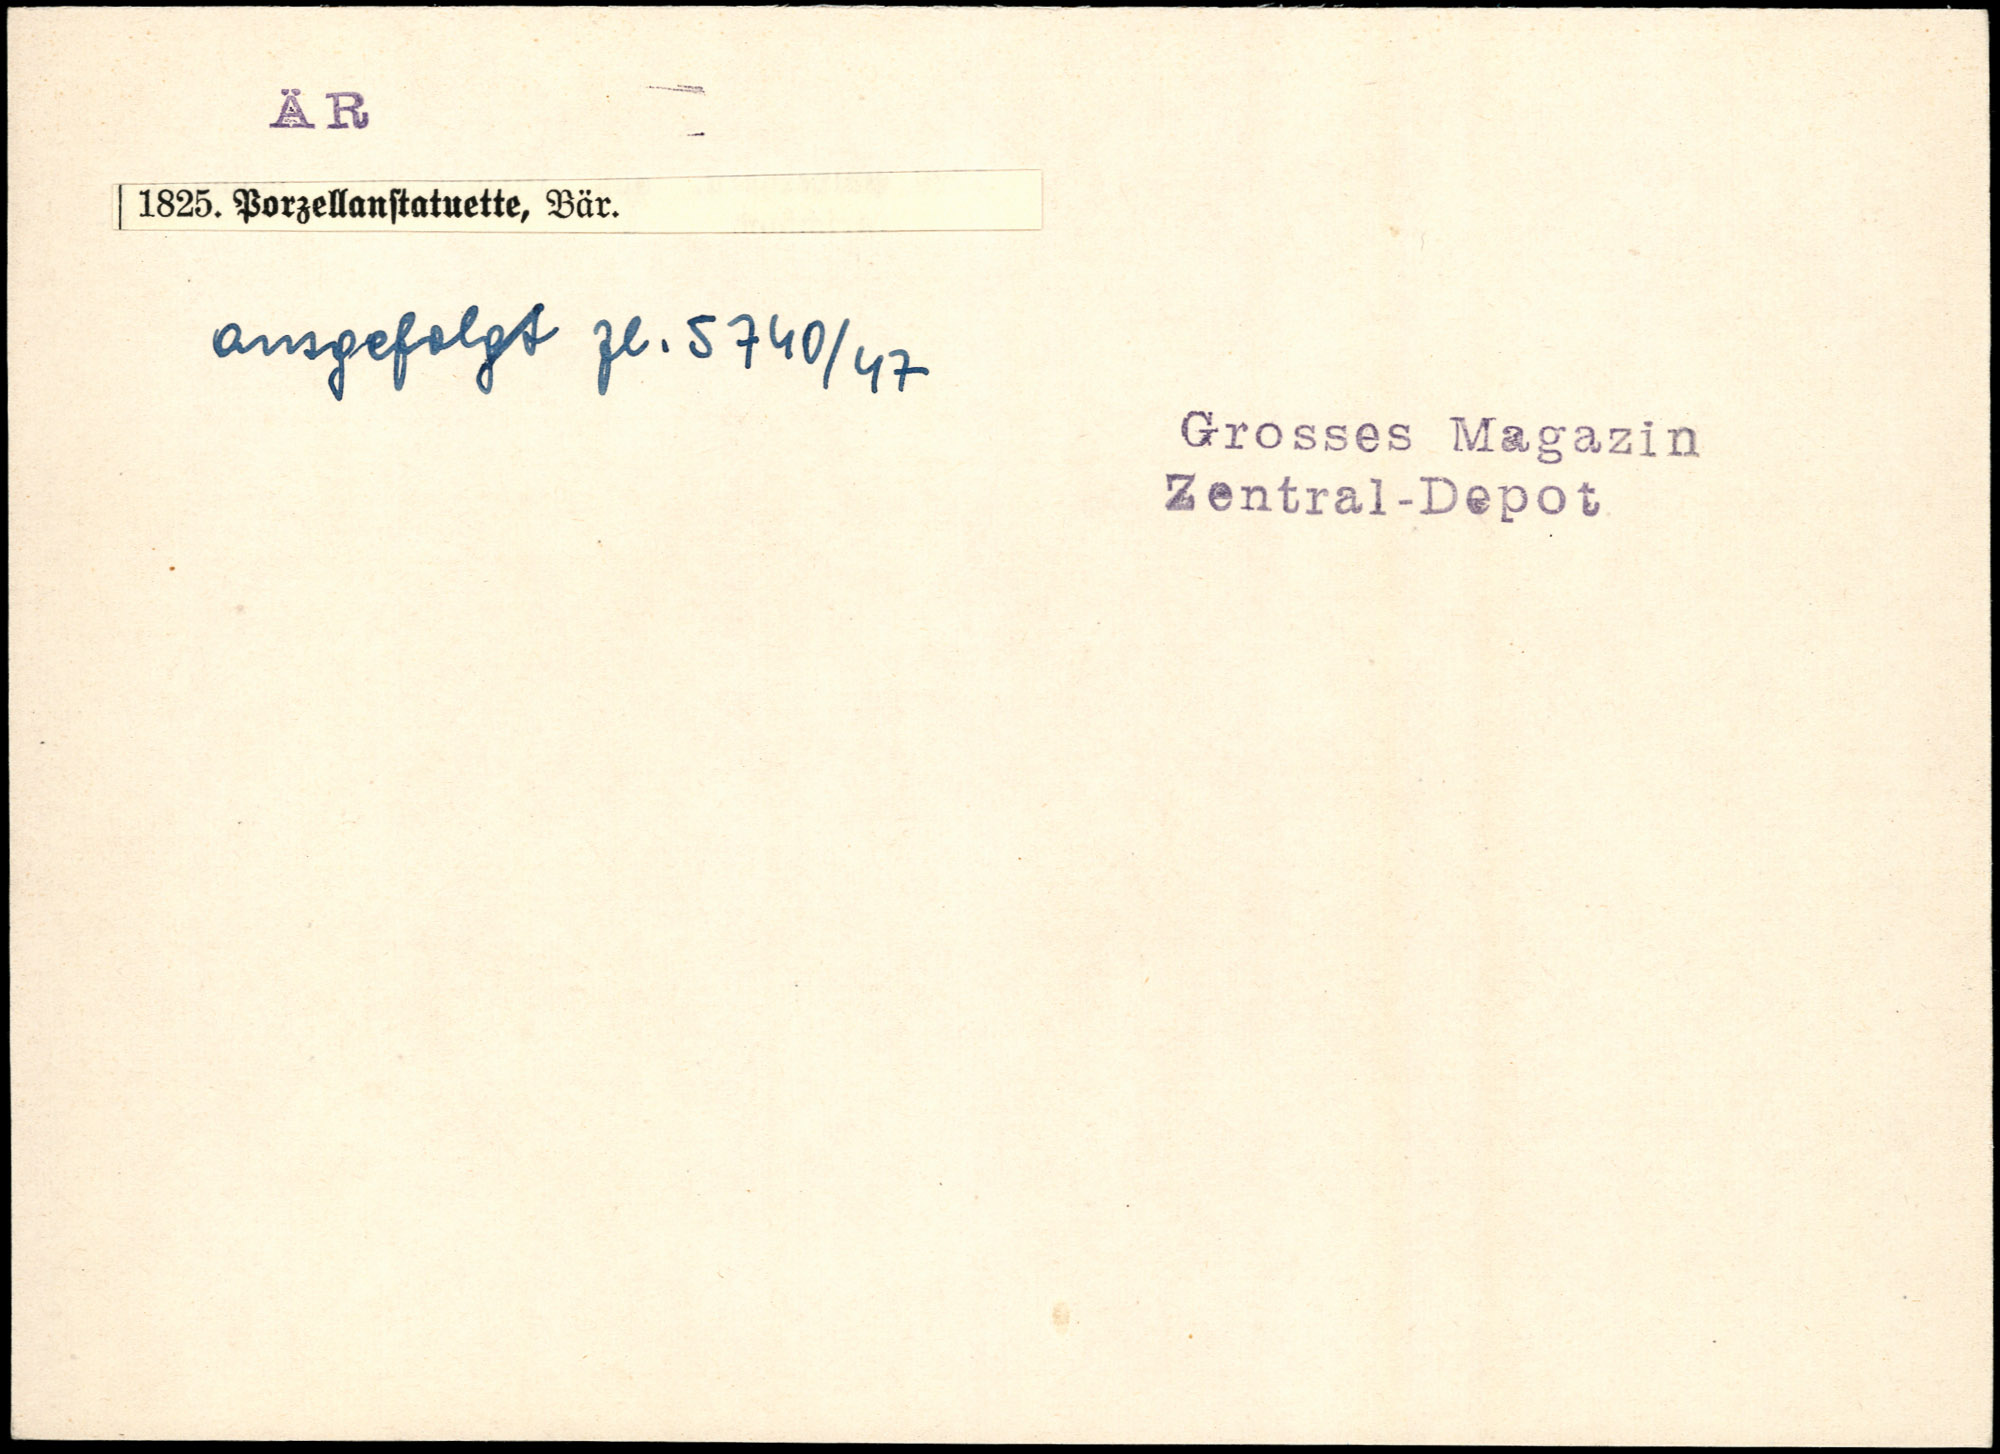 ÄR
1825. Porzellanstatuette, Bär.
ausgefolgt Zl. 5740/47
Grosses Magazin
Zentral-Depot